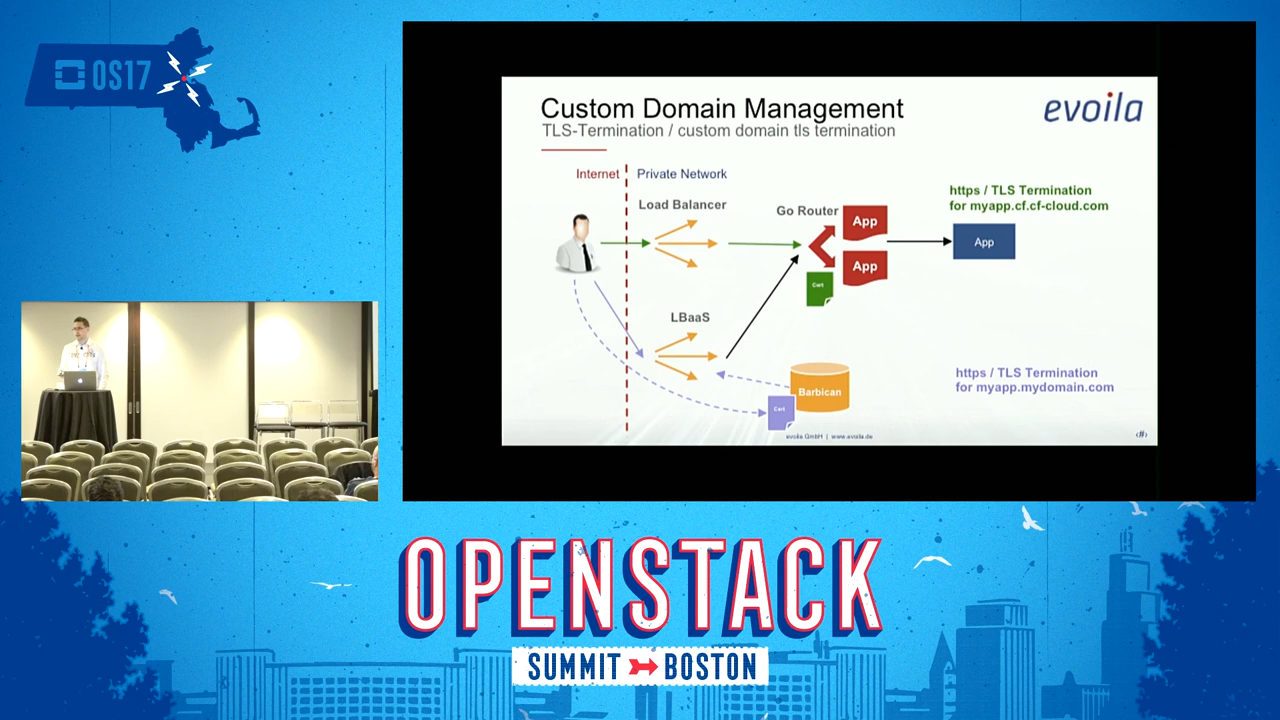 OS17
Custom Domain Management
evoila
TLS-Termination / custom domain tls termination
Internet
Private Network
Load Balancer
Go Router
App
App
Cert
https / TLS Termination
for myapp.cf.cf-cloud.com
App
LBaaS
Barbican
Cert
https / TLS Termination
for myapp.mydomain.com
evoila GmbH | www.evoila.de
‹#›
OPENSTACK
SUMMIT BOSTON